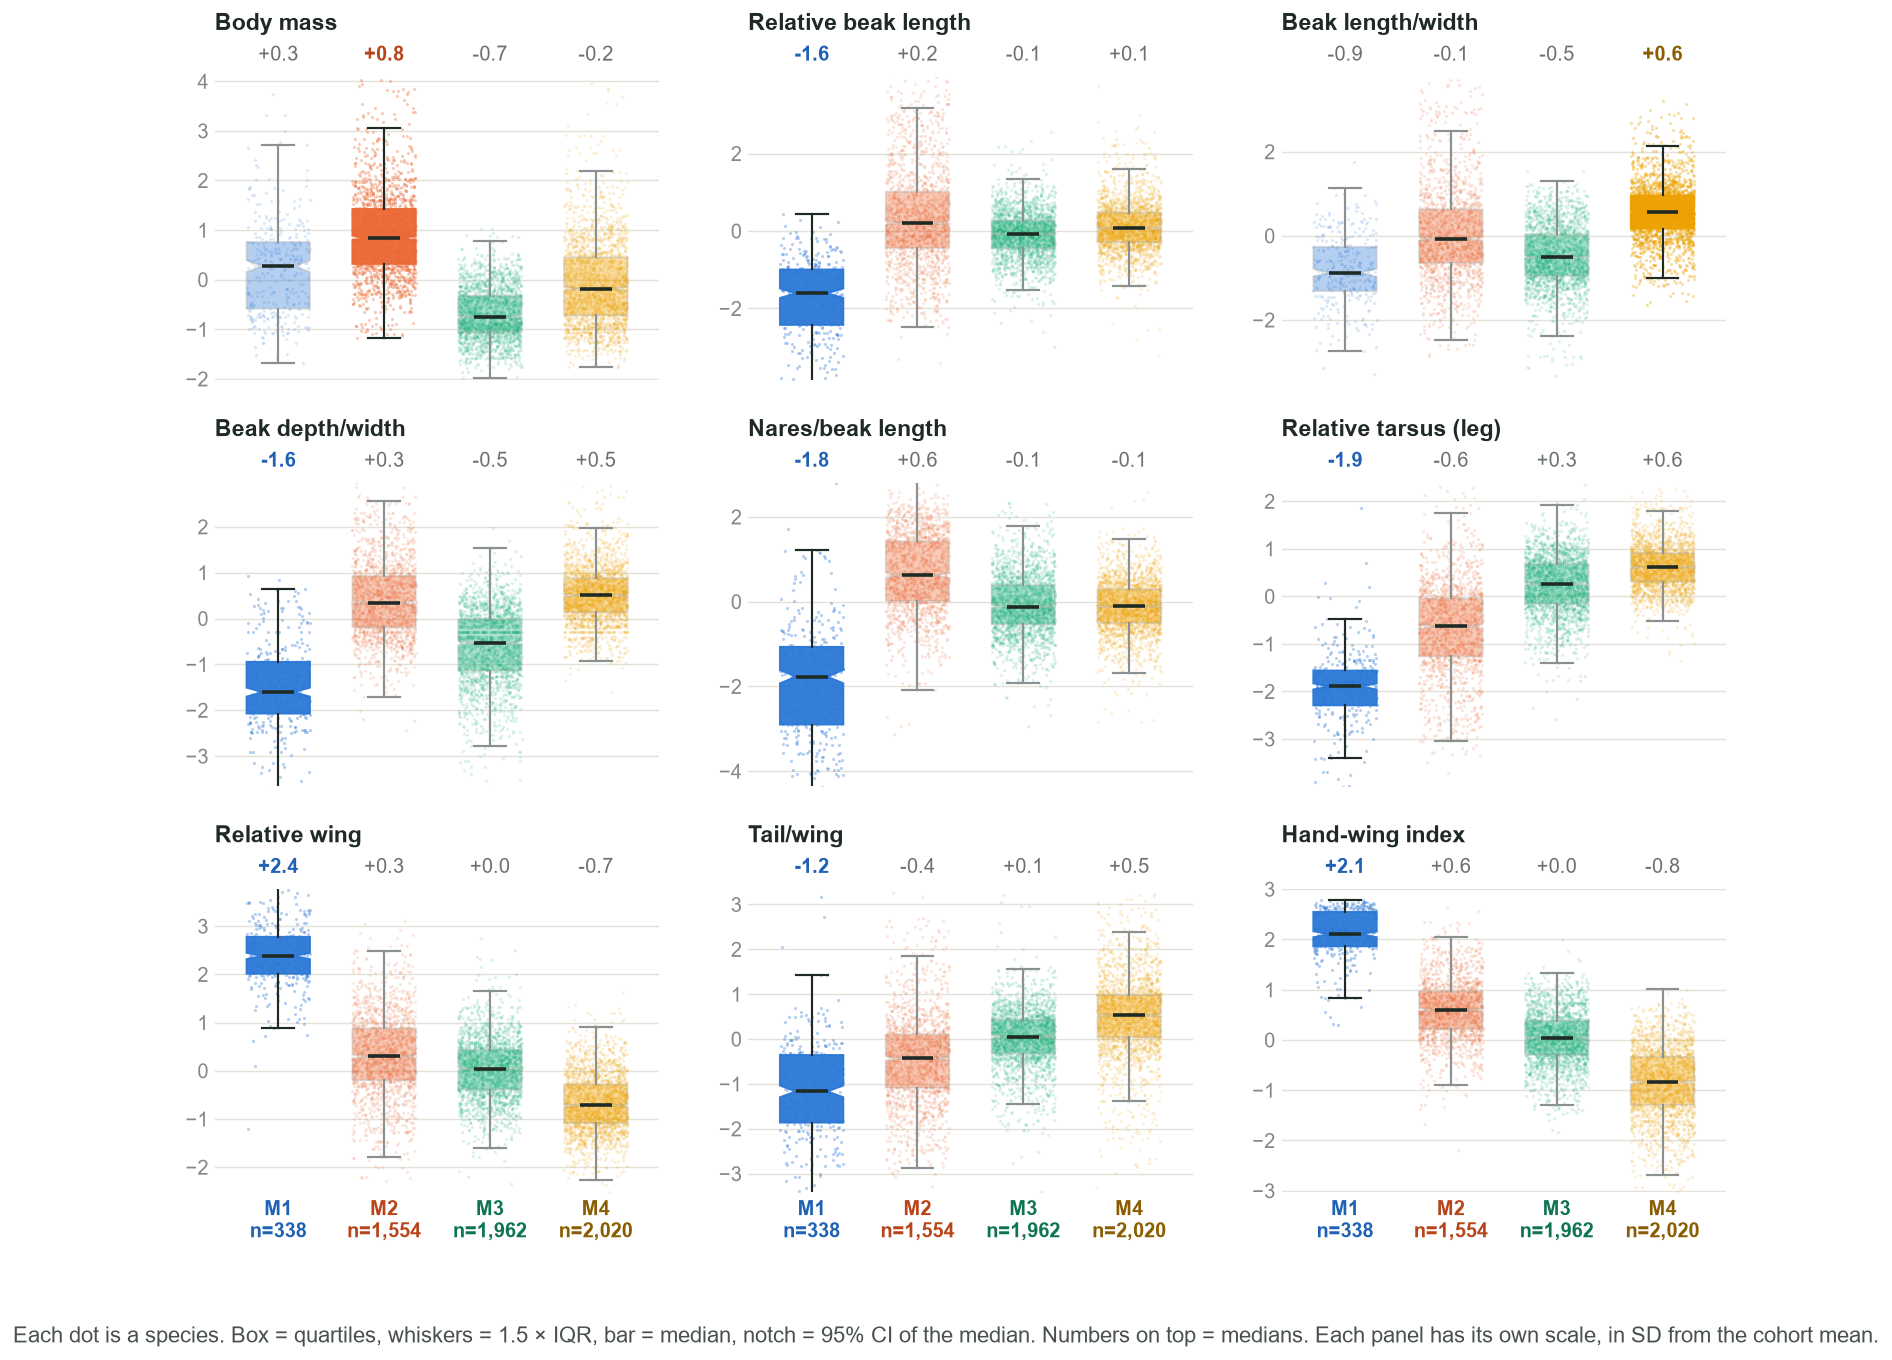 Body mass
+0.3 +0.8 -0.7 -0.2
4
3
2
1
0
−1
−2
Relative beak length
-1.6 +0.2 -0.1 +0.1
2
0
−2
Beak length/width
-0.9 -0.1 -0.5 +0.6
2
0
−2
Beak depth/width
-1.6 +0.3 -0.5 +0.5
2
1
0
−1
−2
−3
Nares/beak length
-1.8 +0.6 -0.1 -0.1
2
0
−2
−4
Relative tarsus (leg)
-1.9 -0.6 +0.3 +0.6
2
1
0
−1
−2
−3
Relative wing
+2.4 +0.3 +0.0 -0.7
3
2
1
0
−1
−2
M1 M2 M3 M4
n=338 n=1,554 n=1,962 n=2,020
Tail/wing
-1.2 -0.4 +0.1 +0.5
3
2
1
0
−1
−2
−3
M1 M2 M3 M4
n=338 n=1,554 n=1,962 n=2,020
Hand-wing index
+2.1 +0.6 +0.0 -0.8
3
2
1
0
−1
−2
−3
M1 M2 M3 M4
n=338 n=1,554 n=1,962 n=2,020
Each dot is a species. Box = quartiles, whiskers = 1.5 × IQR, bar = median, notch = 95% CI of the median. Numbers on top = medians. Each panel has its own scale, in SD from the cohort mean.